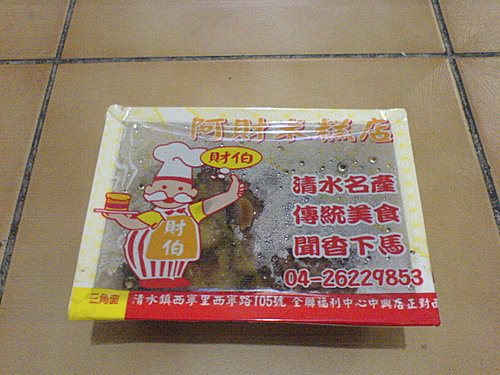 阿財米糕店
財伯
清水名產
傳統美食
財伯
聞香下馬
04-26229853
三角窗 清水鎮西寧里西寧路105號 全聯福利中心中興店正對面